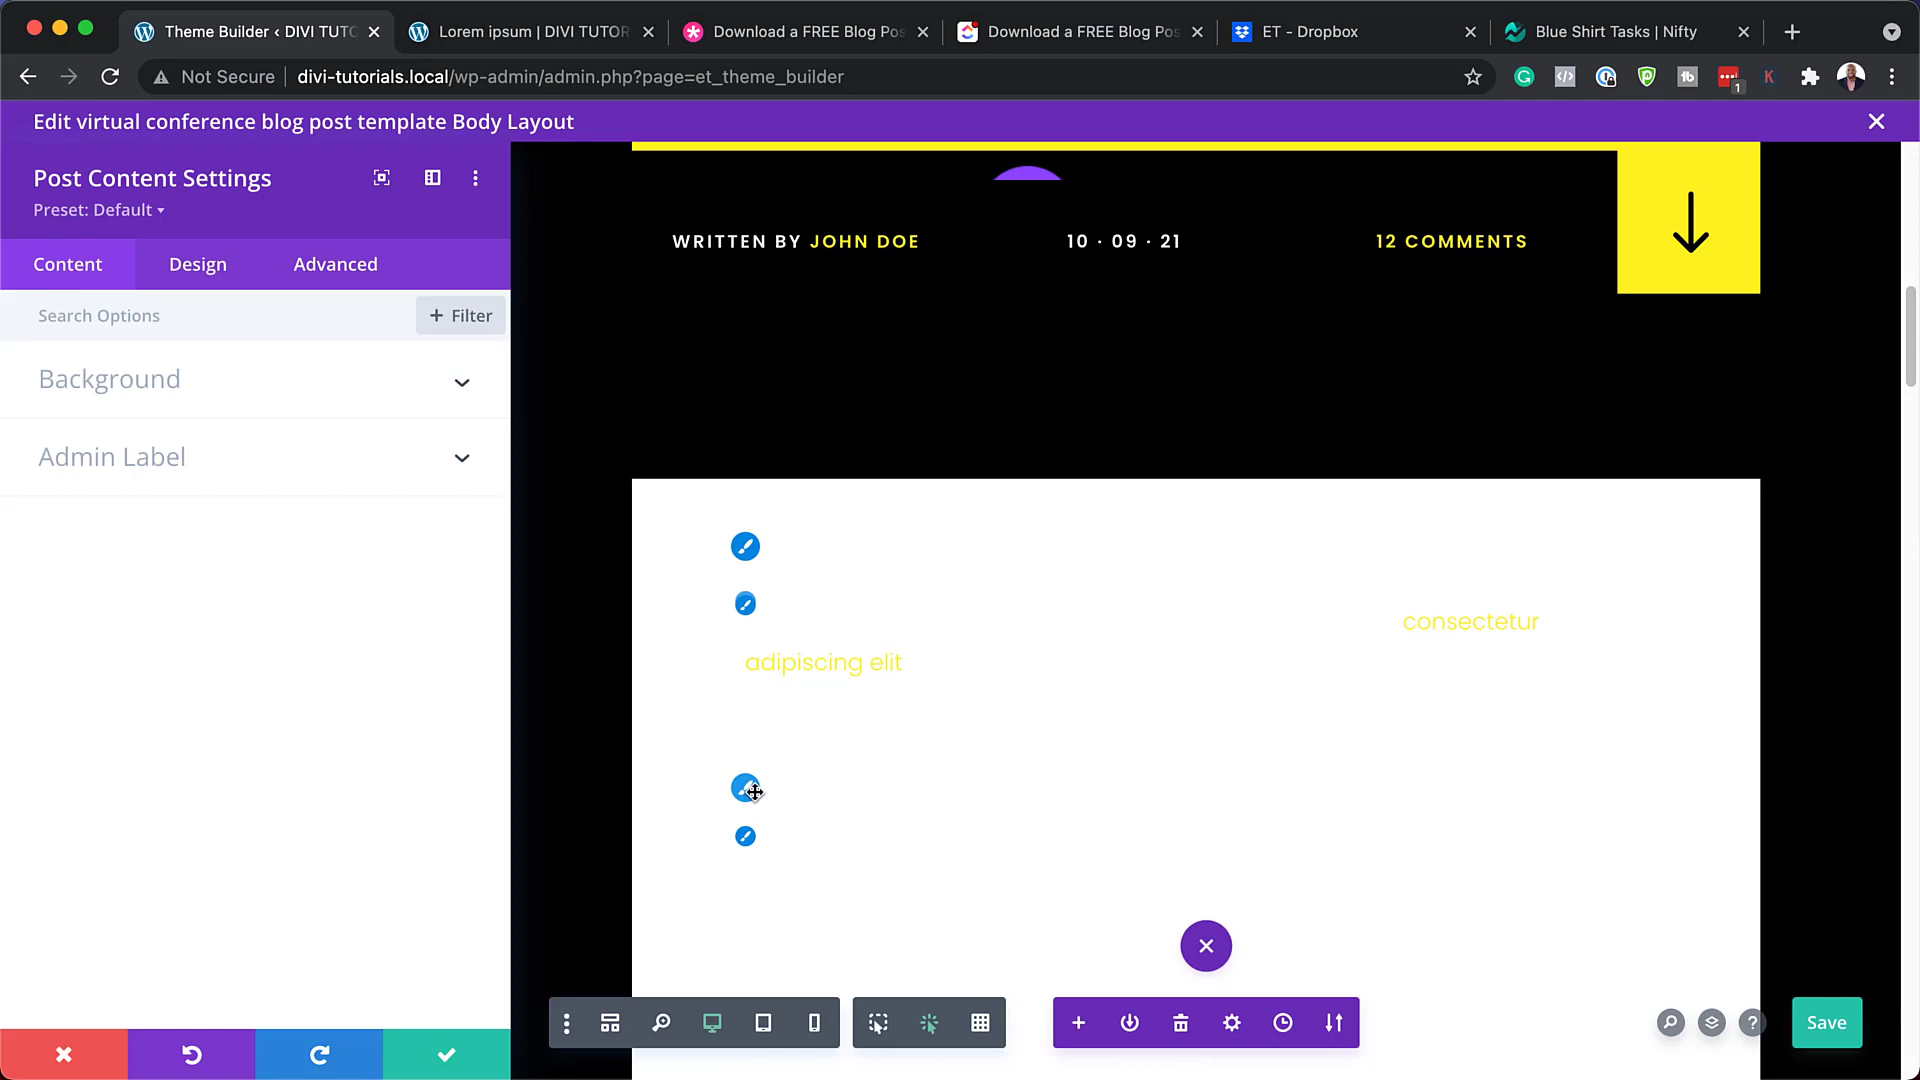 Theme Builder ‹ DIVI TUTO
Lorem ipsum | DIVI TUTOR
Download a FREE Blog Pos
Download a FREE Blog Pos
ET - Dropbox
Blue Shirt Tasks | Nifty
Not Secure
divi-tutorials.local/wp-admin/admin.php?page=et_theme_builder
1
Edit virtual conference blog post template Body Layout
Post Content Settings
Preset: Default
Content
Design
Advanced
Search Options
+ Filter
Background
Admin Label
WRITTEN BY JOHN DOE
10 · 09 · 21
12 COMMENTS
consectetur
adipiscing elit
Save